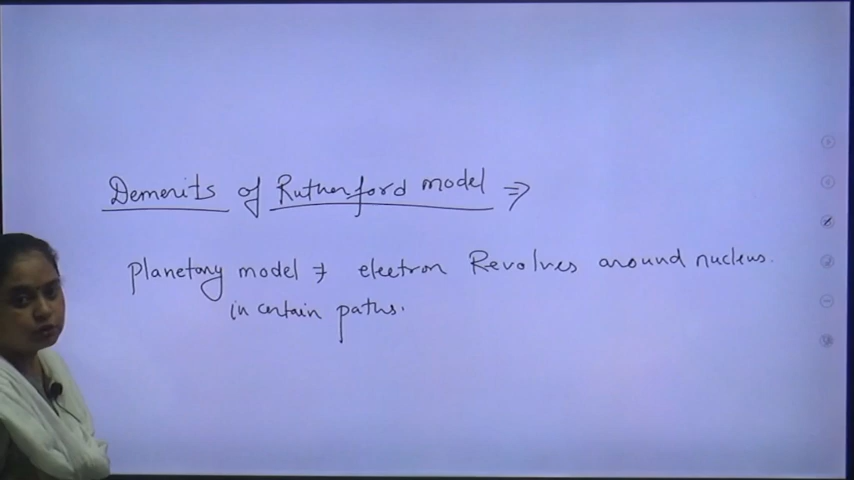 Demerits of Rutherford model ⇒
Planetary model ⇒ electron Revolves around nucleus.
in certain paths.